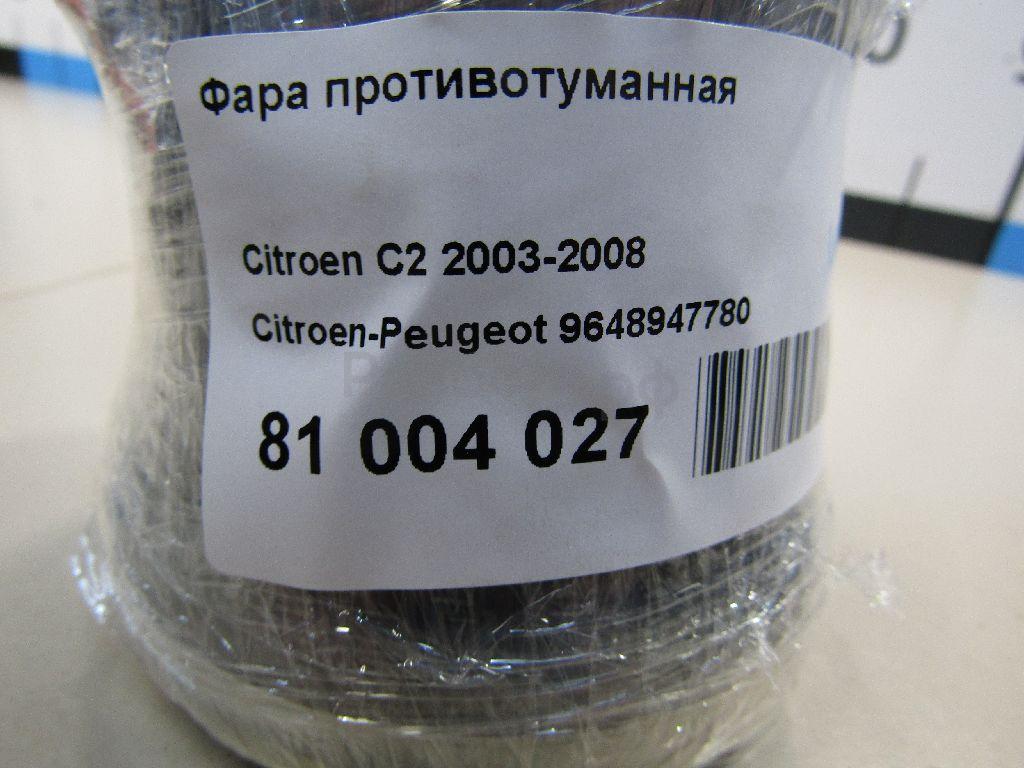 Фара противотуманная
Citroen C2 2003-2008
Citroen-Peugeot 9648947780
81 004 027